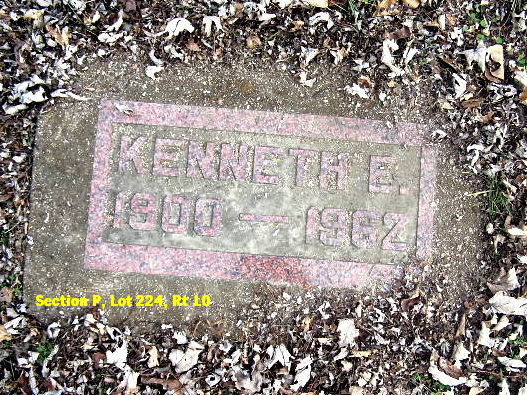 KENNETH E.
1900 — 1962
Section P, Lot 224, Rt 10